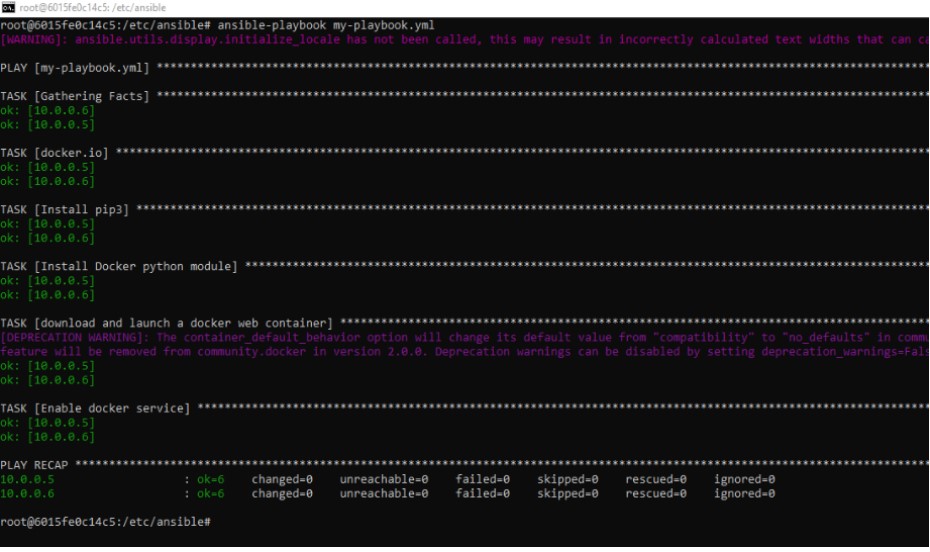 root@6015fe0c14c5: /etc/ansible
root@6015fe0c14c5:/etc/ansible# ansible-playbook my-playbook.yml
[WARNING]: ansible.utils.display.initialize_locale has not been called, this may result in incorrectly calculated text widths that can
PLAY [my-playbook.yml] ****************************************************************************************************************
TASK [Gathering Facts] ****************************************************************************************************************
ok: [10.0.0.6]
ok: [10.0.0.5]
TASK [docker.io] **********************************************************************************************************************
ok: [10.0.0.5]
ok: [10.0.0.6]
TASK [Install pip3] *******************************************************************************************************************
ok: [10.0.0.5]
ok: [10.0.0.6]
TASK [Install Docker python module] ***************************************************************************************************
ok: [10.0.0.5]
ok: [10.0.0.6]
TASK [download and launch a docker web container] *************************************************************************************
[DEPRECATION WARNING]: The container_default_behavior option will change its default value from "compatibility" to "no_defaults" in
feature will be removed from community.docker in version 2.0.0. Deprecation warnings can be disabled by setting deprecation_warnings=Fals
ok: [10.0.0.5]
ok: [10.0.0.6]
TASK [Enable docker service] **********************************************************************************************************
ok: [10.0.0.5]
ok: [10.0.0.6]
PLAY RECAP ****************************************************************************************************************************
10.0.0.5 : ok=6 changed=0 unreachable=0 failed=0 skipped=0 rescued=0 ignored=0
10.0.0.6 : ok=6 changed=0 unreachable=0 failed=0 skipped=0 rescued=0 ignored=0
root@6015fe0c14c5:/etc/ansible#